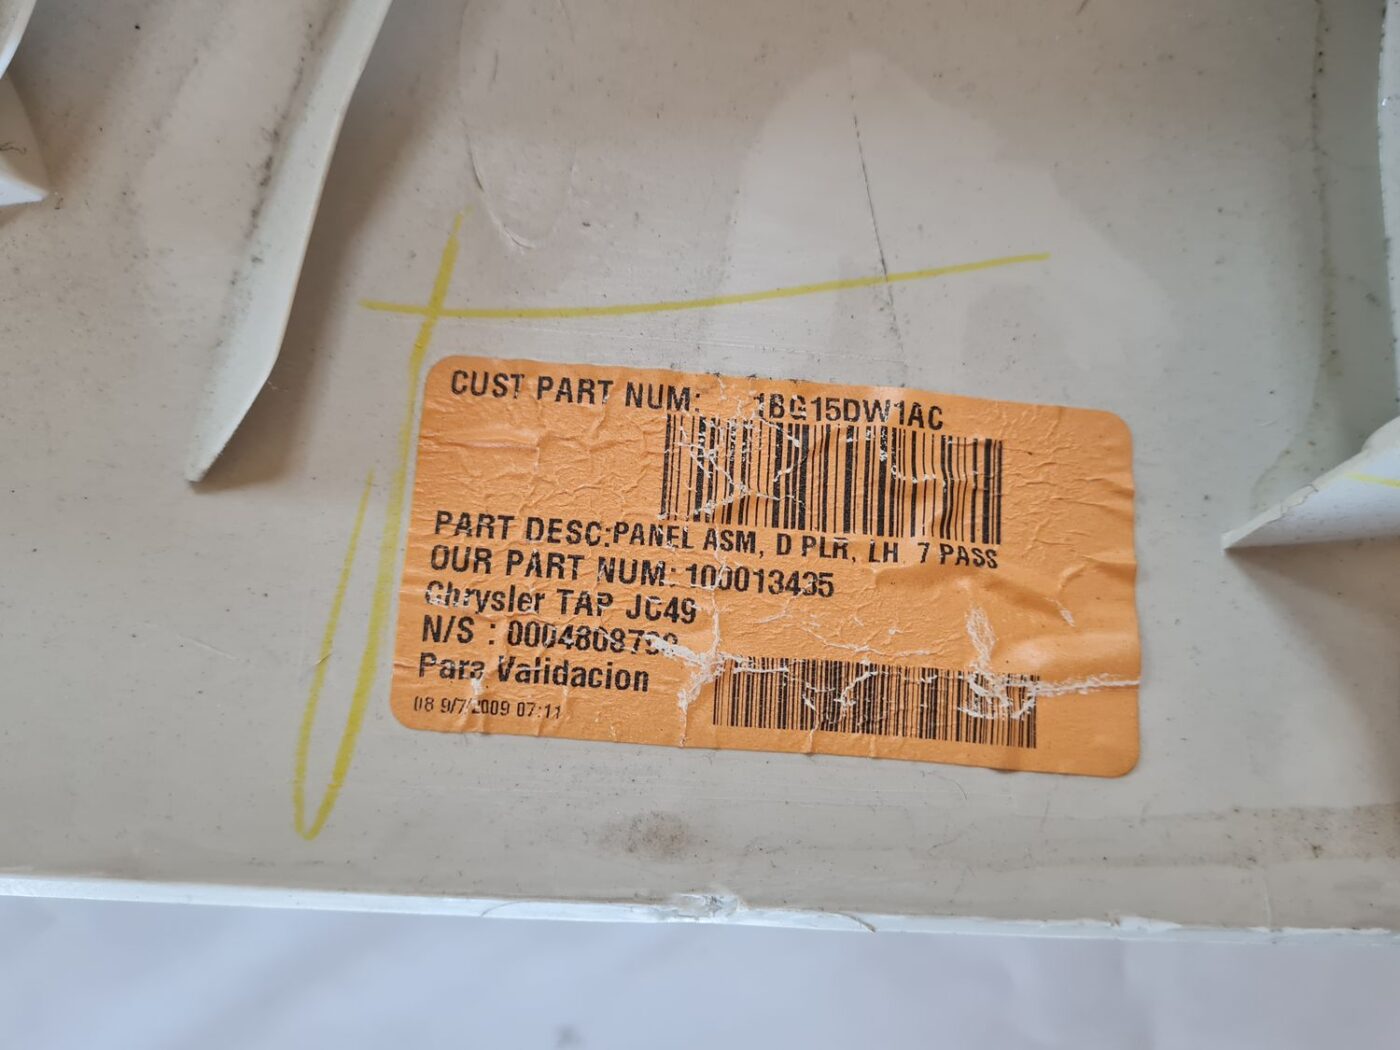 CUST PART NUM: 1BG15DW1AC
PART DESC:PANEL ASM, D PLR, LH 7 PASS
OUR PART NUM: 100013435
Chrysler TAP JC49
N/S :
Para Validacion
08 9/7/2009 07:11